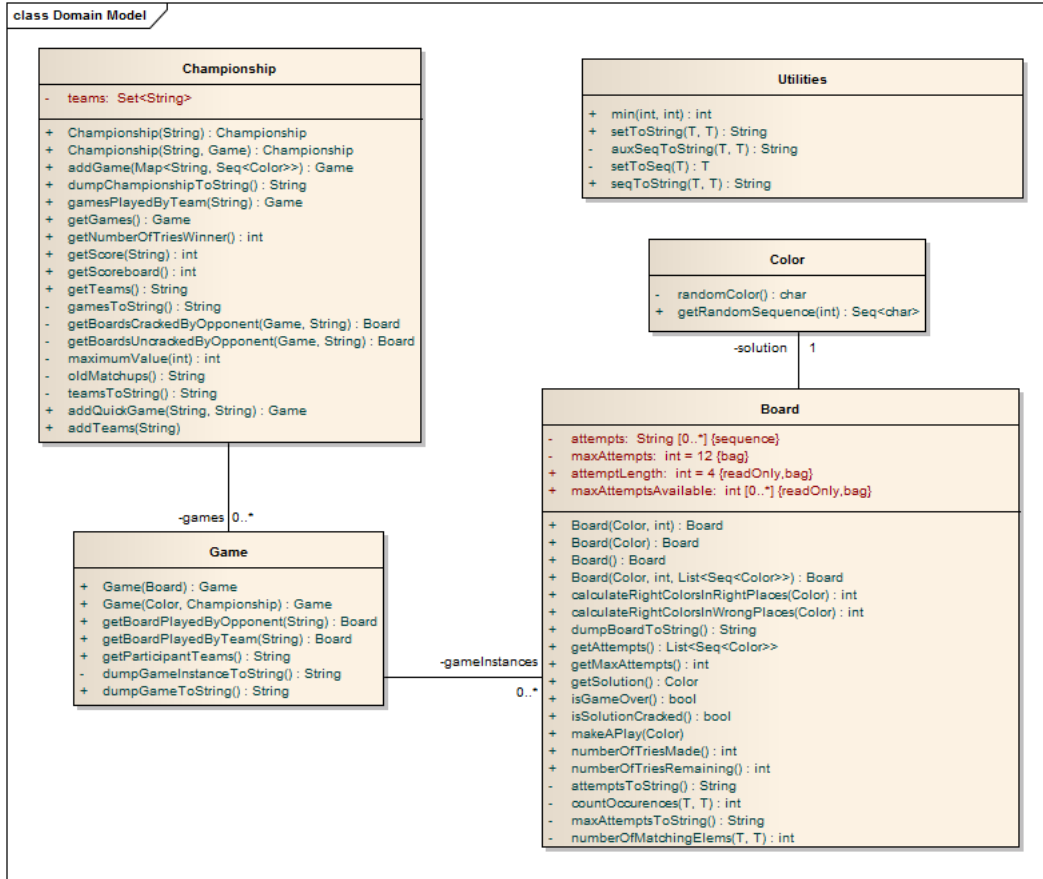 class Domain Model
Championship
- teams: Set<String>
+ Championship(String) : Championship
+ Championship(String, Game) : Championship
+ addGame(Map<String, Seq<Color>>) : Game
+ dumpChampionshipToString() : String
+ gamesPlayedByTeam(String) : Game
+ getGames() : Game
+ getNumberOfTriesWinner() : int
+ getScore(String) : int
+ getScoreboard() : int
+ getTeams() : String
- gamesToString() : String
- getBoardsCrackedByOpponent(Game, String) : Board
- getBoardsUncrackedByOpponent(Game, String) : Board
- maximumValue(int) : int
- oldMatchups() : String
- teamsToString() : String
+ addQuickGame(String, String) : Game
+ addTeams(String)
Utilities
+ min(int, int) : int
+ setToString(T, T) : String
- auxSeqToString(T, T) : String
- setToSeq(T) : T
+ seqToString(T, T) : String
Color
- randomColor() : char
+ getRandomSequence(int) : Seq<char>
-solution 1
Board
- attempts: String [0..*] {sequence}
- maxAttempts: int = 12 {bag}
+ attemptLength: int = 4 {readOnly,bag}
+ maxAttemptsAvailable: int [0..*] {readOnly,bag}
+ Board(Color, int) : Board
+ Board(Color) : Board
+ Board() : Board
+ Board(Color, int, List<Seq<Color>>) : Board
+ calculateRightColorsInRightPlaces(Color) : int
+ calculateRightColorsInWrongPlaces(Color) : int
+ dumpBoardToString() : String
+ getAttempts() : List<Seq<Color>>
+ getMaxAttempts() : int
+ getSolution() : Color
+ isGameOver() : bool
+ isSolutionCracked() : bool
+ makeAPlay(Color)
+ numberOfTriesMade() : int
+ numberOfTriesRemaining() : int
- attemptsToString() : String
- countOccurences(T, T) : int
- maxAttemptsToString() : String
- numberOfMatchingElems(T, T) : int
-games 0..*
Game
+ Game(Board) : Game
+ Game(Color, Championship) : Game
+ getBoardPlayedByOpponent(String) : Board
+ getBoardPlayedByTeam(String) : Board
+ getParticipantTeams() : String
- dumpGameInstanceToString() : String
+ dumpGameToString() : String
-gameInstances
0..*